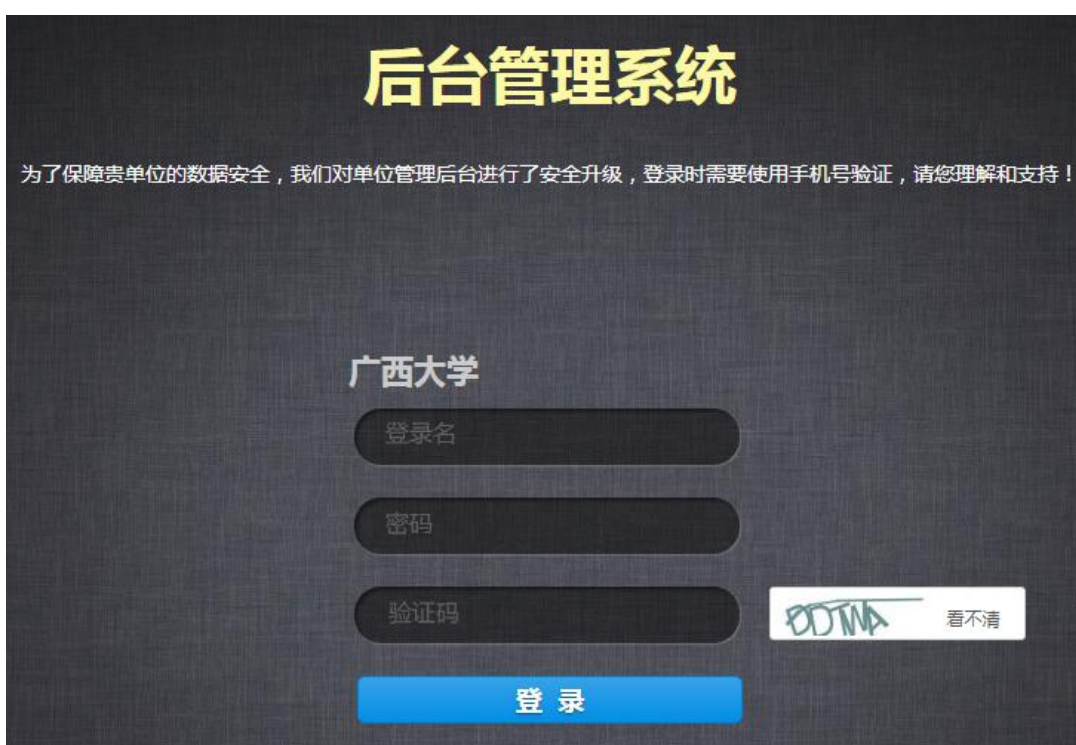 后台管理系统
为了保障贵单位的数据安全，我们对单位管理后台进行了安全升级，登录时需要使用手机号验证，请您理解和支持！
广西大学
登录名
密码
验证码
看不清
登 录